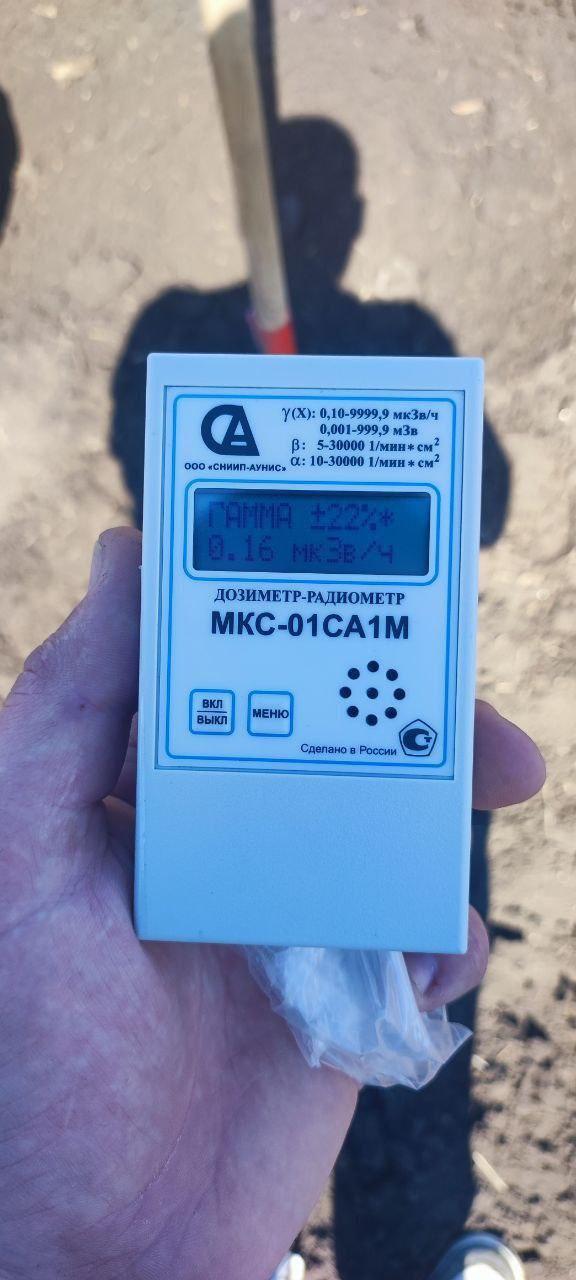 γ(X): 0,10-9999,9 мкЗв/ч
0,001-999,9 мЗв
β: 5-30000 1/мин*см²
α: 10-30000 1/мин*см²
ООО «СНИИП-АУНИС»
ГАММА ±22%*
0.16 мкЗв/ч
ДОЗИМЕТР-РАДИОМЕТР
МКС-01СА1М
ВКЛ
ВЫКЛ
МЕНЮ
Сделано в России